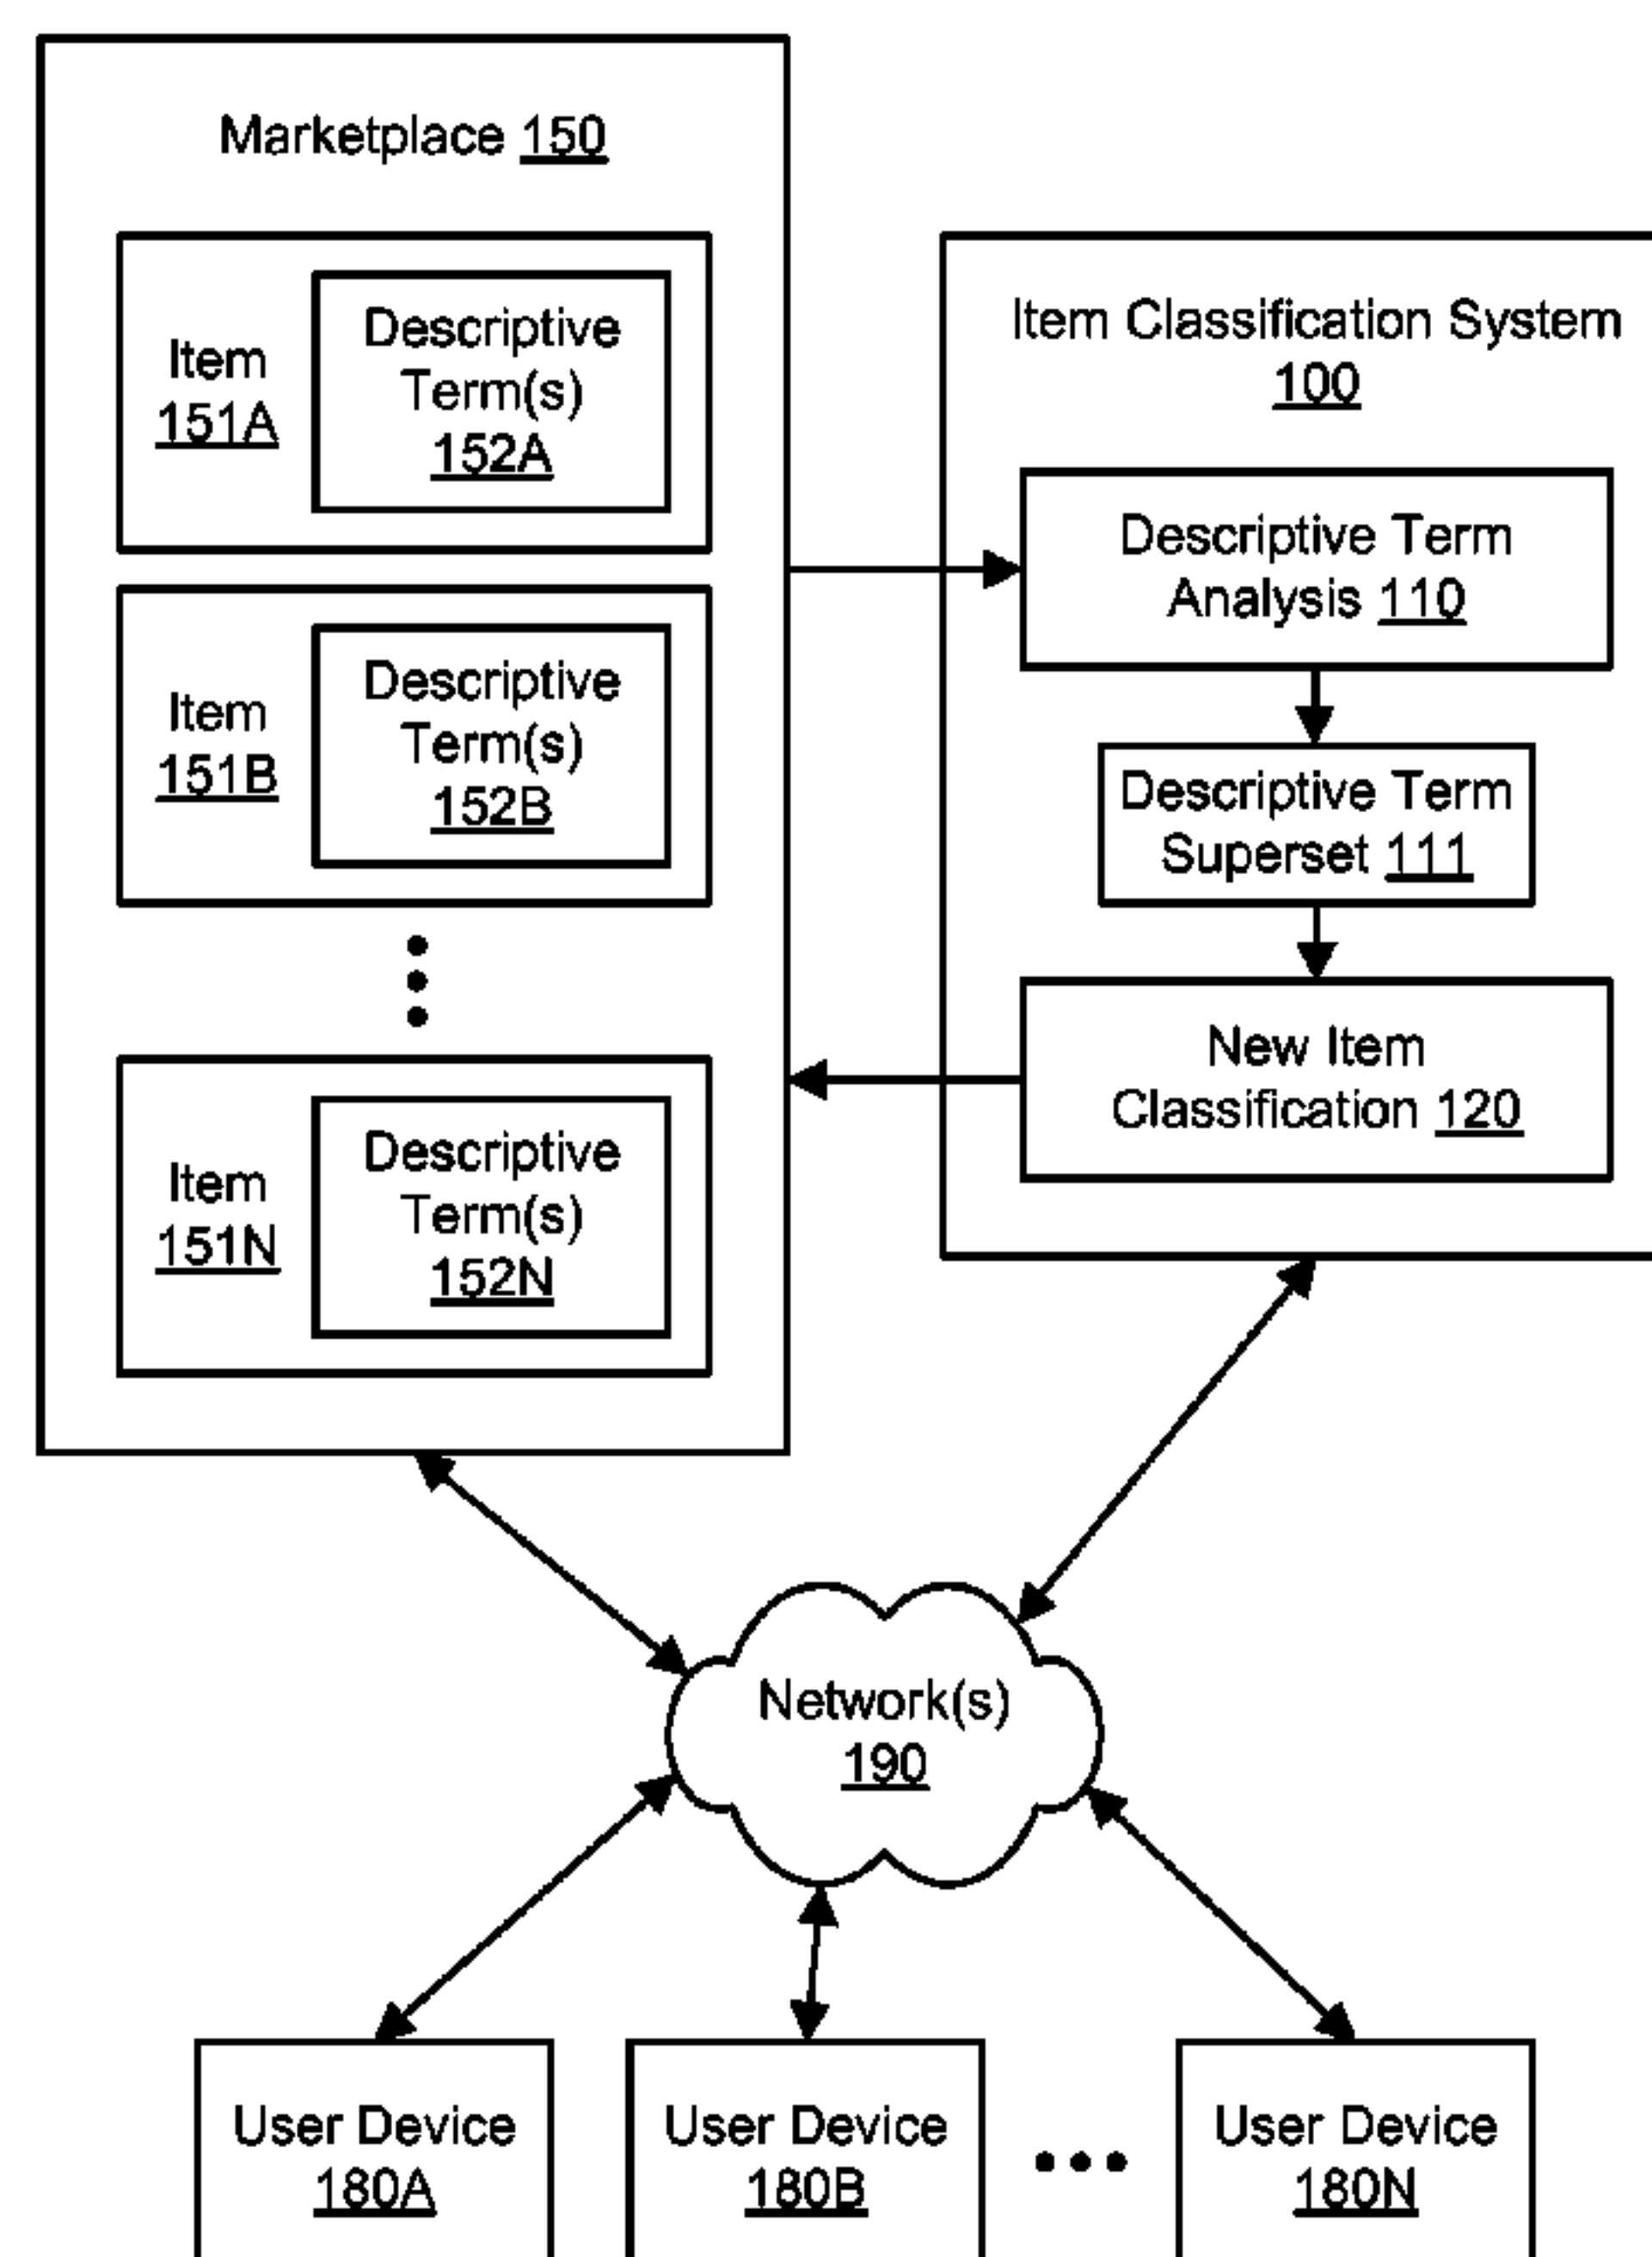 Marketplace 150
Item
151A
Descriptive
Term(s)
152A
Item
151B
Descriptive
Term(s)
152B
Item
151N
Descriptive
Term(s)
152N
Item Classification System
100
Descriptive Term
Analysis 110
Descriptive Term
Superset 111
New Item
Classification 120
Network(s)
190
User Device
180A
User Device
180B
User Device
180N